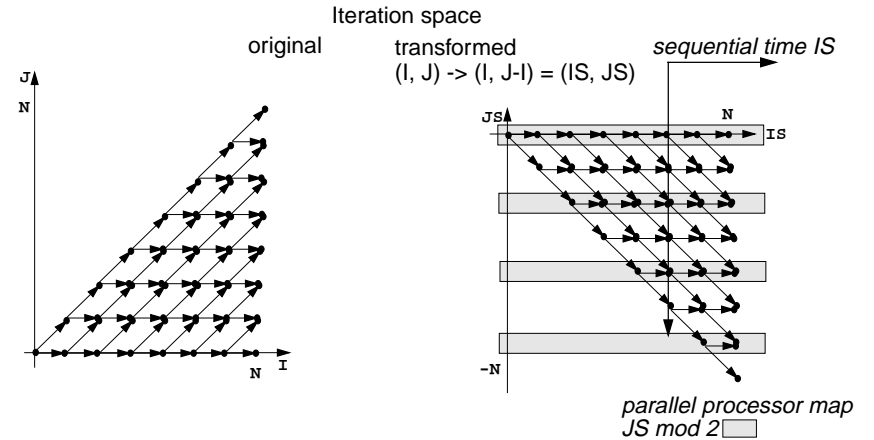 Iteration space
original
transformed
(I, J) -> (I, J-I) = (IS, JS)
sequential time IS
J
N
N
I
JS
N
IS
-N
parallel processor map
JS mod 2